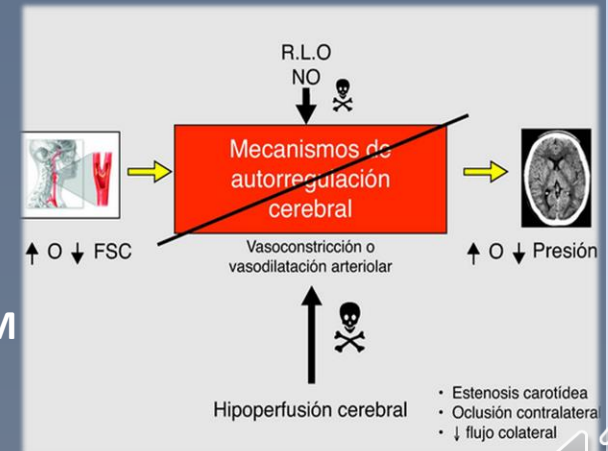 R.L.O
NO
Mecanismos de
autorregulación
cerebral
↑ O ↓ FSC
Vasoconstricción o
vasodilatación arteriolar
↑ O ↓ Presión
M
Hipoperfusión cerebral
• Estenosis carotídea
• Oclusión contralateral
• ↓ flujo colateral